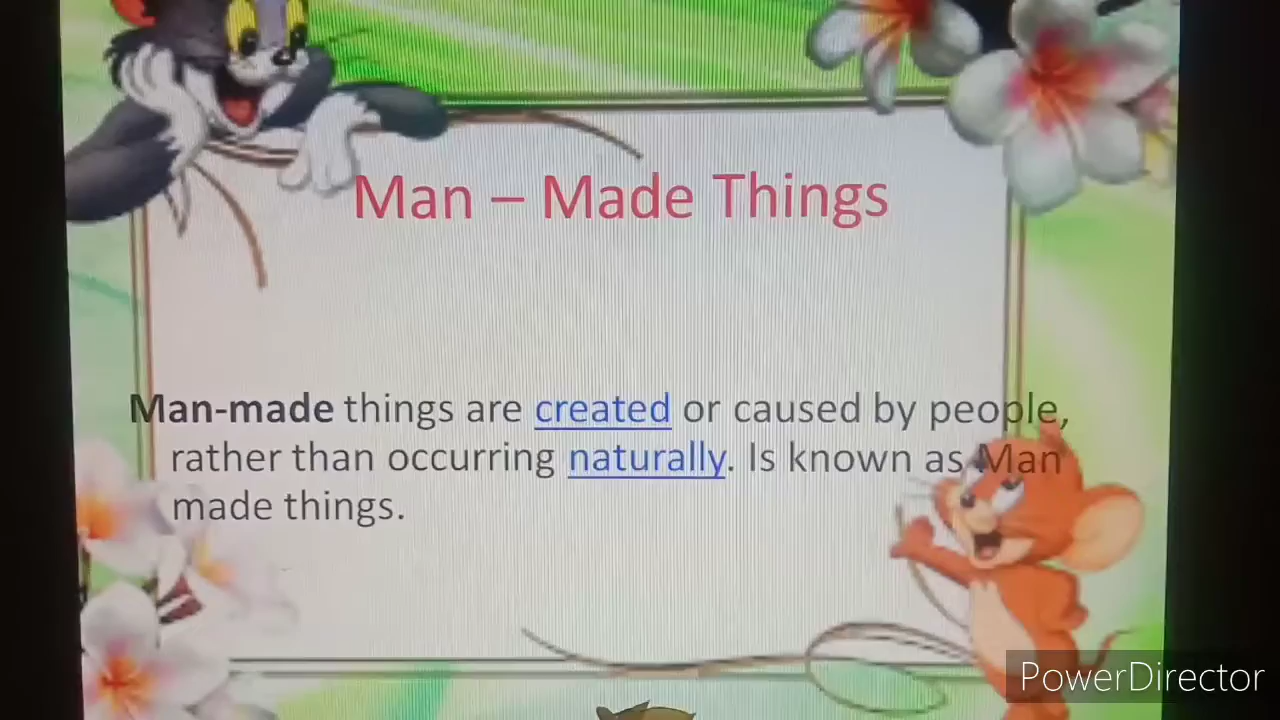 Man – Made Things
Man-made things are created or caused by people,
rather than occurring naturally. Is known as Man
made things.
PowerDirector